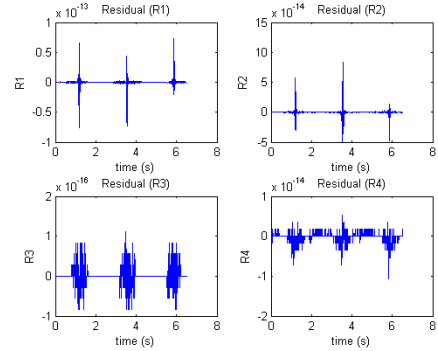 x 10^-13 Residual (R1)
1
0.5
0
-0.5
-1
0 2 4 6 8
R1
time (s)
x 10^-14 Residual (R2)
15
10
5
0
-5
0 2 4 6 8
R2
time (s)
x 10^-16 Residual (R3)
2
1
0
-1
0 2 4 6 8
R3
time (s)
x 10^-14 Residual (R4)
1
0
-1
-2
0 2 4 6 8
R4
time (s)